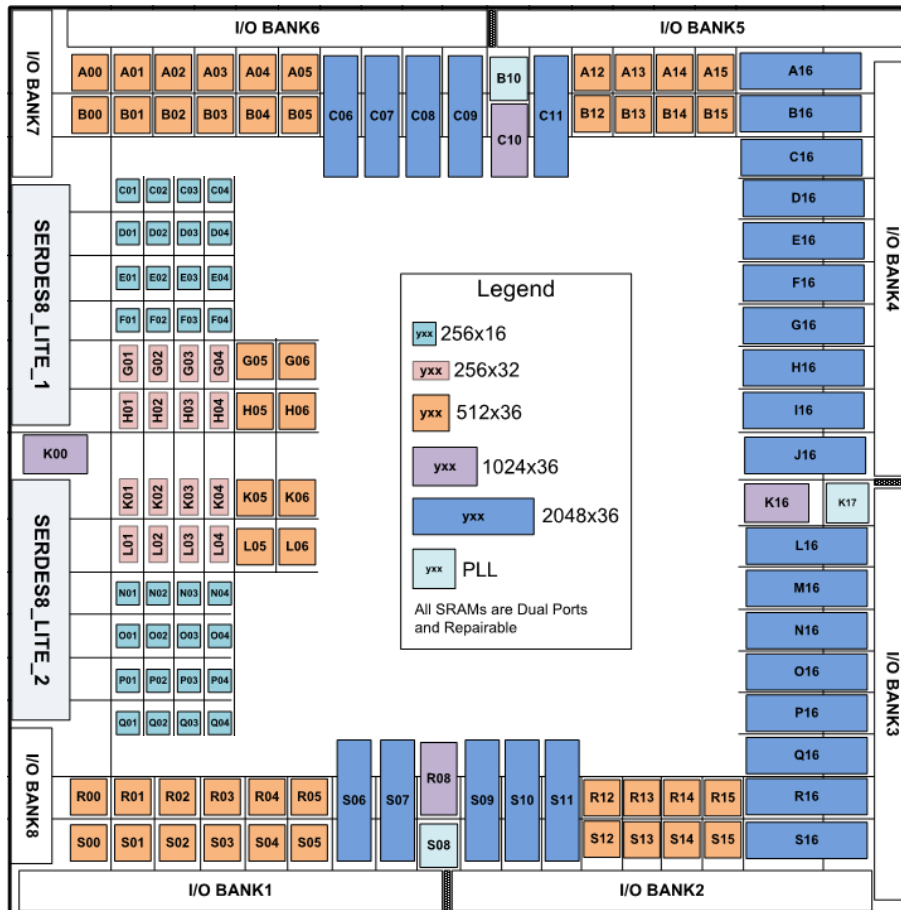 I/O BANK6
I/O BANK5
I/O BANK7
A00 A01 A02 A03 A04 A05
B00 B01 B02 B03 B04 B05
C06 C07 C08 C09
B10
C10
C11
A12 A13 A14 A15
B12 B13 B14 B15
A16
B16
C16
D16
E16
F16
G16
H16
I16
J16
K16 K17
L16
M16
N16
O16
P16
Q16
R16
S16
I/O BANK4
I/O BANK3
SERDES8_LITE_1
C01 C02 C03 C04
D01 D02 D03 D04
E01 E02 E03 E04
F01 F02 F03 F04
G01 G02 G03 G04 G05 G06
H01 H02 H03 H04 H05 H06
K00
SERDES8_LITE_2
K01 K02 K03 K04 K05 K06
L01 L02 L03 L04 L05 L06
N01 N02 N03 N04
O01 O02 O03 O04
P01 P02 P03 P04
Q01 Q02 Q03 Q04
Legend
yxx 256x16
yxx 256x32
yxx 512x36
yxx 1024x36
yxx 2048x36
yxx PLL
All SRAMs are Dual Ports
and Repairable
I/O BANK8
R00 R01 R02 R03 R04 R05
S00 S01 S02 S03 S04 S05
S06 S07
R08
S08
S09 S10 S11
R12 R13 R14 R15
S12 S13 S14 S15
I/O BANK1
I/O BANK2